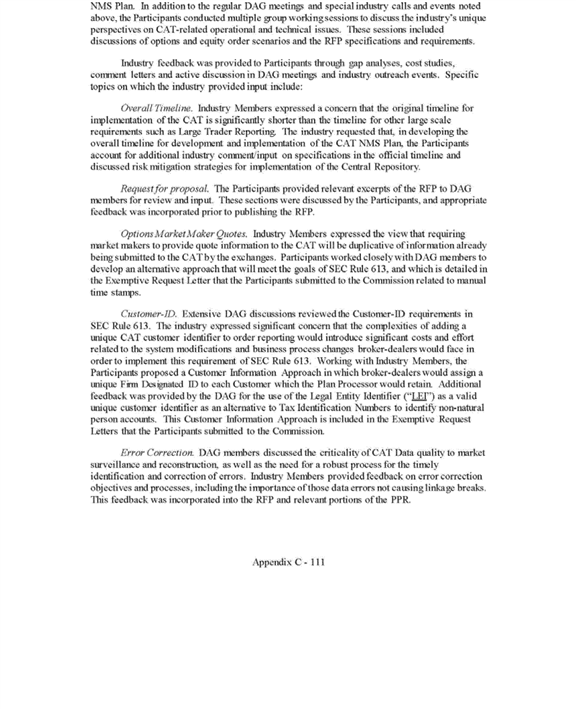 NMS Plan. In addition to the regular DAG meetings and special industry calls and events noted
above, the Participants conducted multiple group working sessions to discuss the industry's unique
perspectives on CAT-related operational and technical issues. These sessions included
discussions of options and equity order scenarios and the RFP specifications and requirements.
Industry feedback was provided to Participants through gap analyses, cost studies,
comment letters and active discussion in DAG meetings and industry outreach events. Specific
topics on which the industry provided input include:
Overall Timeline. Industry Members expressed a concern that the original timeline for
implementation of the CAT is significantly shorter than the timeline for other large scale
requirements such as Large Trader Reporting. The industry requested that, in developing the
overall timeline for development and implementation of the CAT NMS Plan, the Participants
account for additional industry comment/input on specifications in the official timeline and
discussed risk mitigation strategies for implementation of the Central Repository.
Request for proposal. The Participants provided relevant excerpts of the RFP to DAG
members for review and input. These sections were discussed by the Participants, and appropriate
feedback was incorporated prior to publishing the RFP.
Options Market Maker Quotes. Industry Members expressed the view that requiring
market makers to provide quote information to the CAT will be duplicative of information already
being submitted to the CAT by the exchanges. Participants worked closely with DAG members to
develop an alternative approach that will meet the goals of SEC Rule 613, and which is detailed in
the Exemptive Request Letter that the Participants submitted to the Commission related to manual
time stamps.
Customer-ID. Extensive DAG discussions reviewed the Customer-ID requirements in
SEC Rule 613. The industry expressed significant concern that the complexities of adding a
unique CAT customer identifier to order reporting would introduce significant costs and effort
related to the system modifications and business process changes broker-dealers would face in
order to implement this requirement of SEC Rule 613. Working with Industry Members, the
Participants proposed a Customer Information Approach in which broker-dealers would assign a
unique Firm Designated ID to each Customer which the Plan Processor would retain. Additional
feedback was provided by the DAG for the use of the Legal Entity Identifier ("LEI") as a valid
unique customer identifier as an alternative to Tax Identification Numbers to identify non-natural
person accounts. This Customer Information Approach is included in the Exemptive Request
Letters that the Participants submitted to the Commission.
Error Correction. DAG members discussed the criticality of CAT Data quality to market
surveillance and reconstruction, as well as the need for a robust process for the timely
identification and correction of errors. Industry Members provided feedback on error correction
objectives and processes, including the importance of those data errors not causing linkage breaks.
This feedback was incorporated into the RFP and relevant portions of the PPR.
Appendix C - 111